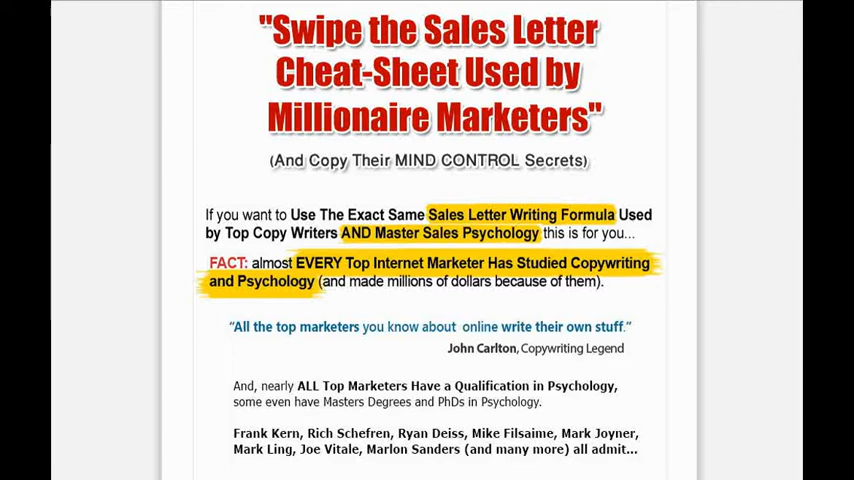 "Swipe the Sales Letter
Cheat-Sheet Used by
Millionaire Marketers"
(And Copy Their MIND CONTROL Secrets)
If you want to Use The Exact Same Sales Letter Writing Formula Used
by Top Copy Writers AND Master Sales Psychology this is for you...
FACT: almost EVERY Top Internet Marketer Has Studied Copywriting
and Psychology (and made millions of dollars because of them).
“All the top marketers you know about online write their own stuff.”
John Carlton, Copywriting Legend
And, nearly ALL Top Marketers Have a Qualification in Psychology,
some even have Masters Degrees and PhDs in Psychology.
Frank Kern, Rich Schefren, Ryan Deiss, Mike Filsaime, Mark Joyner,
Mark Ling, Joe Vitale, Marlon Sanders (and many more) all admit...